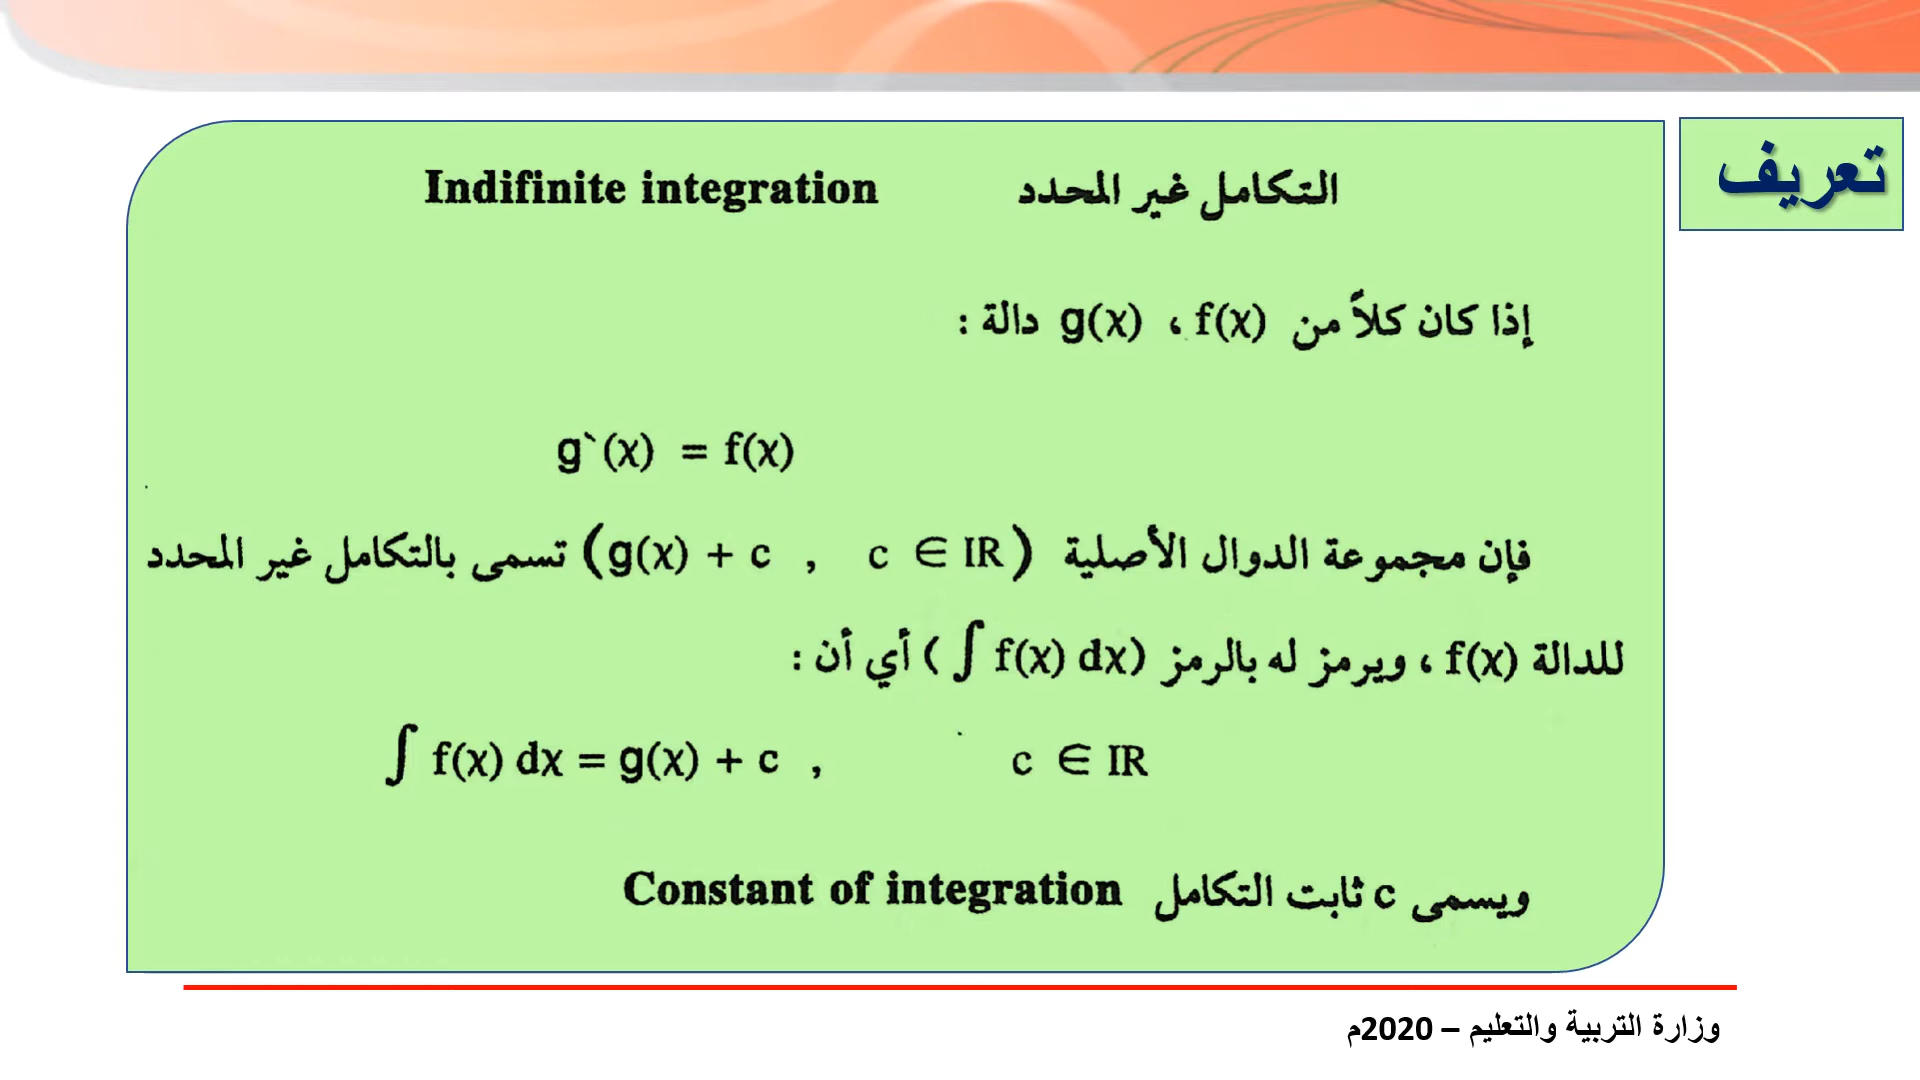 تعريف
التكامل غير المحدد Indifinite integration
إذا كان كلاً من f(x) ، g(x) دالة :
g`(x) = f(x)
فإن مجموعة الدوال الأصلية (g(x) + c , c ∈ IR) تسمى بالتكامل غير المحدد
للدالة f(x) ، ويرمز له بالرمز (∫ f(x) dx) أي أن :
∫ f(x) dx = g(x) + c , c ∈ IR
ويسمى c ثابت التكامل Constant of integration
وزارة التربية والتعليم – 2020م